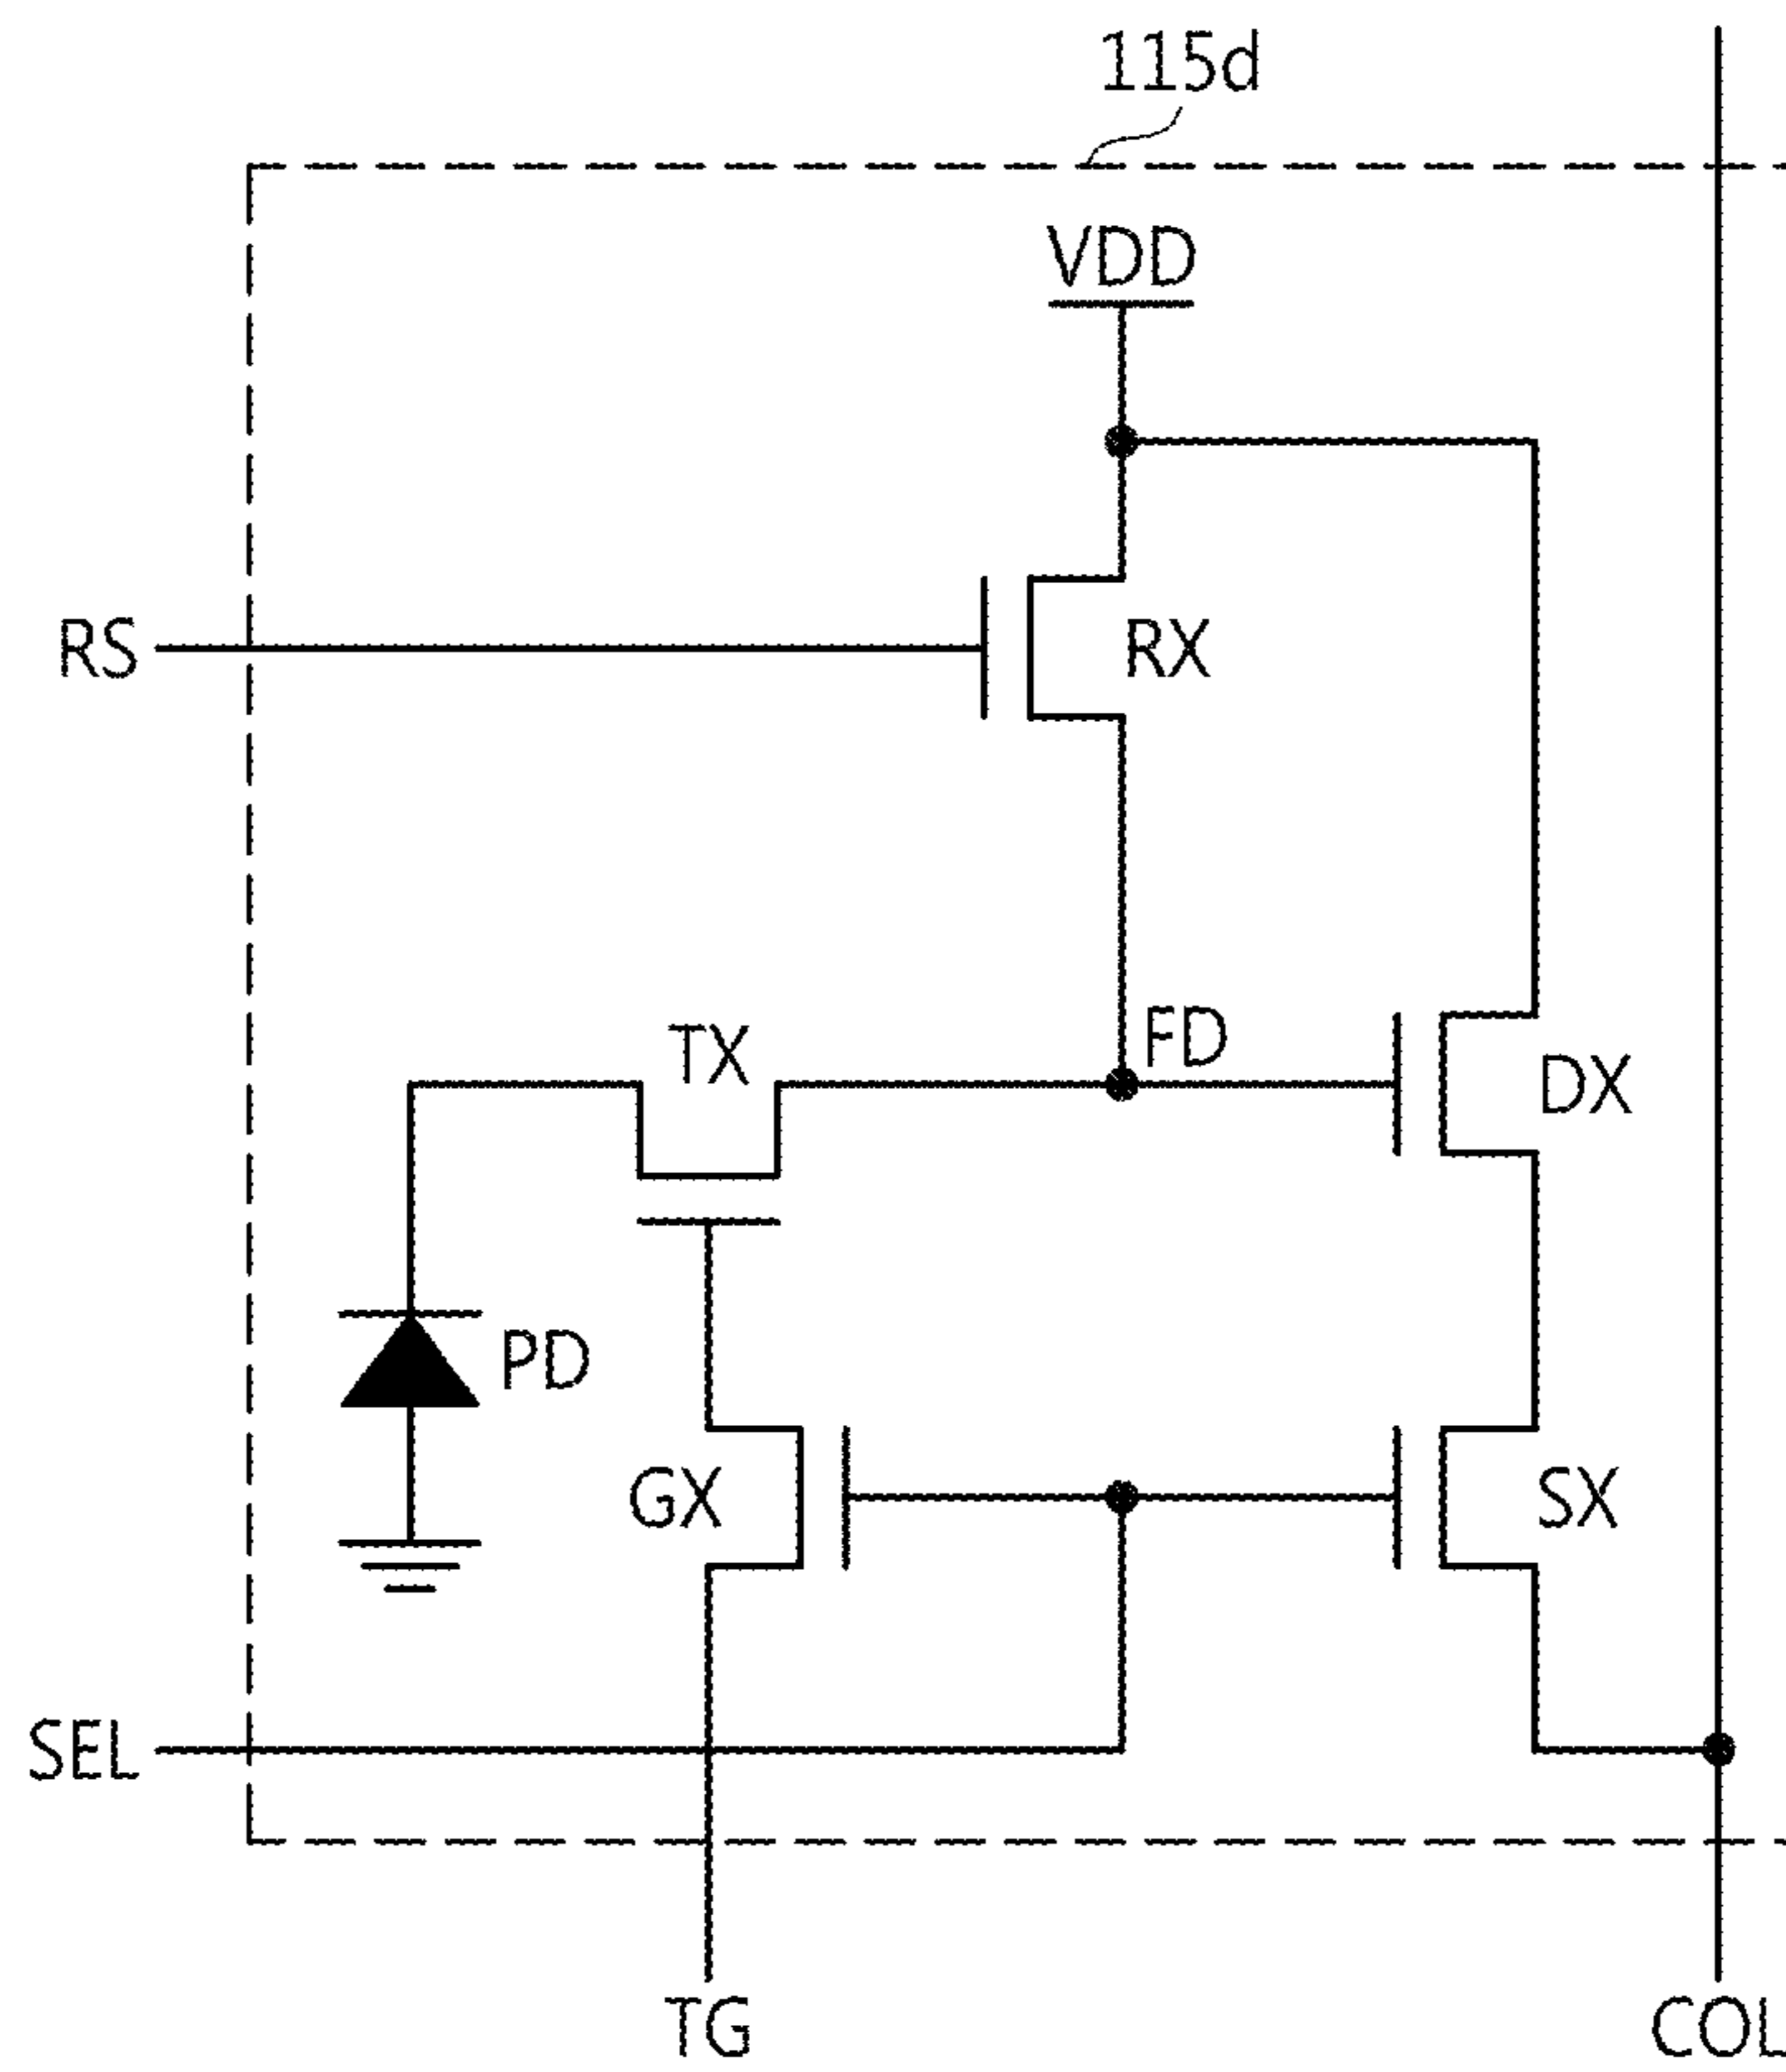 115d
VDD
RS
RX
TX
FD
DX
PD
GX
SX
SEL
TG
COL